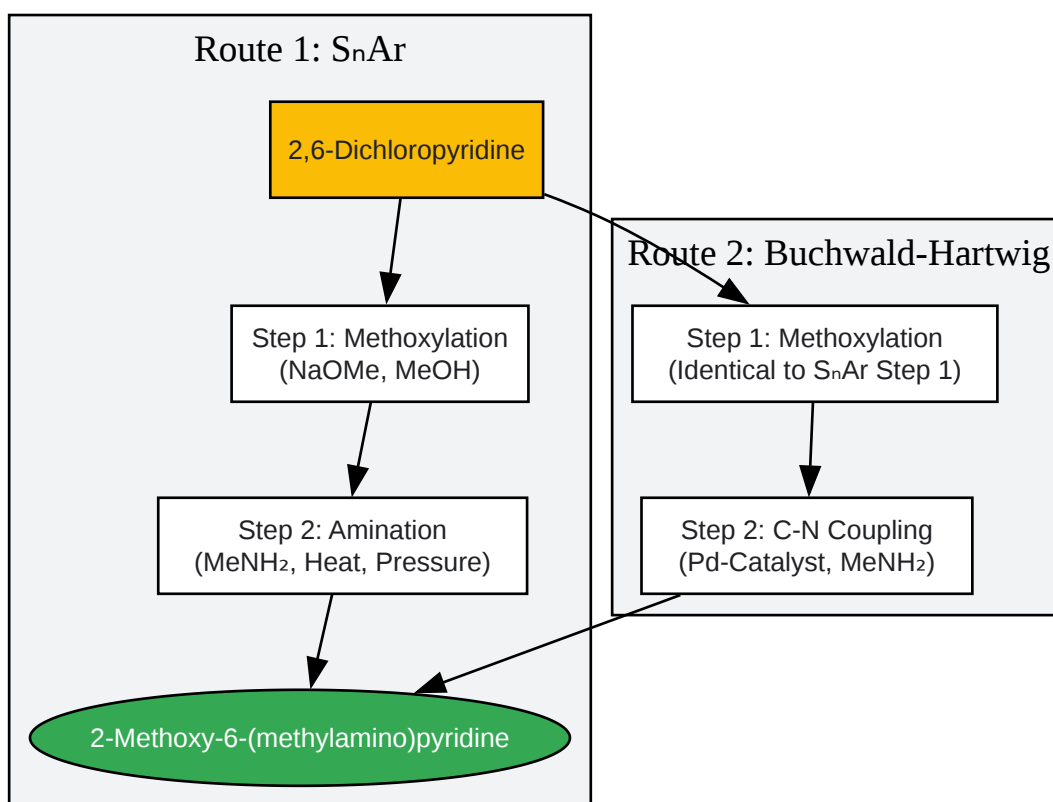 Route 1: SₙAr
2,6-Dichloropyridine
Step 1: Methoxylation
(NaOMe, MeOH)
Step 2: Amination
(MeNH₂, Heat, Pressure)
Route 2: Buchwald-Hartwig
Step 1: Methoxylation
(Identical to SₙAr Step 1)
Step 2: C-N Coupling
(Pd-Catalyst, MeNH₂)
2-Methoxy-6-(methylamino)pyridine